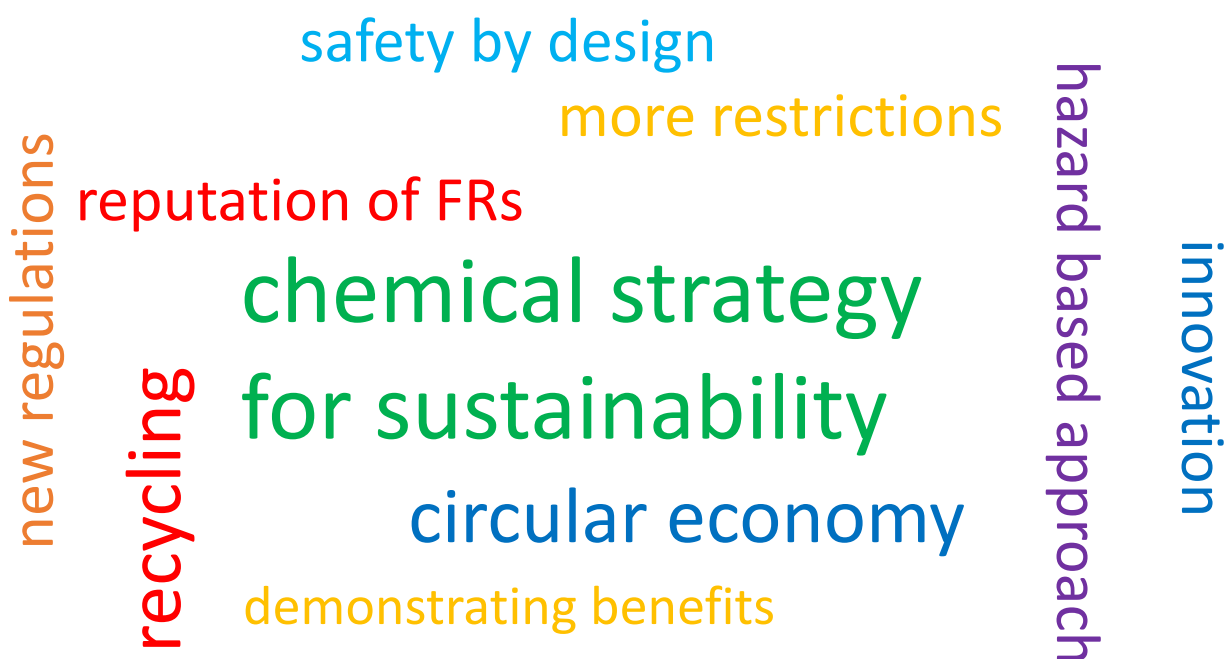 safety by design
more restrictions
hazard based approach
new regulations
reputation of FRs
innovation
chemical strategy
for sustainability
recycling
circular economy
demonstrating benefits